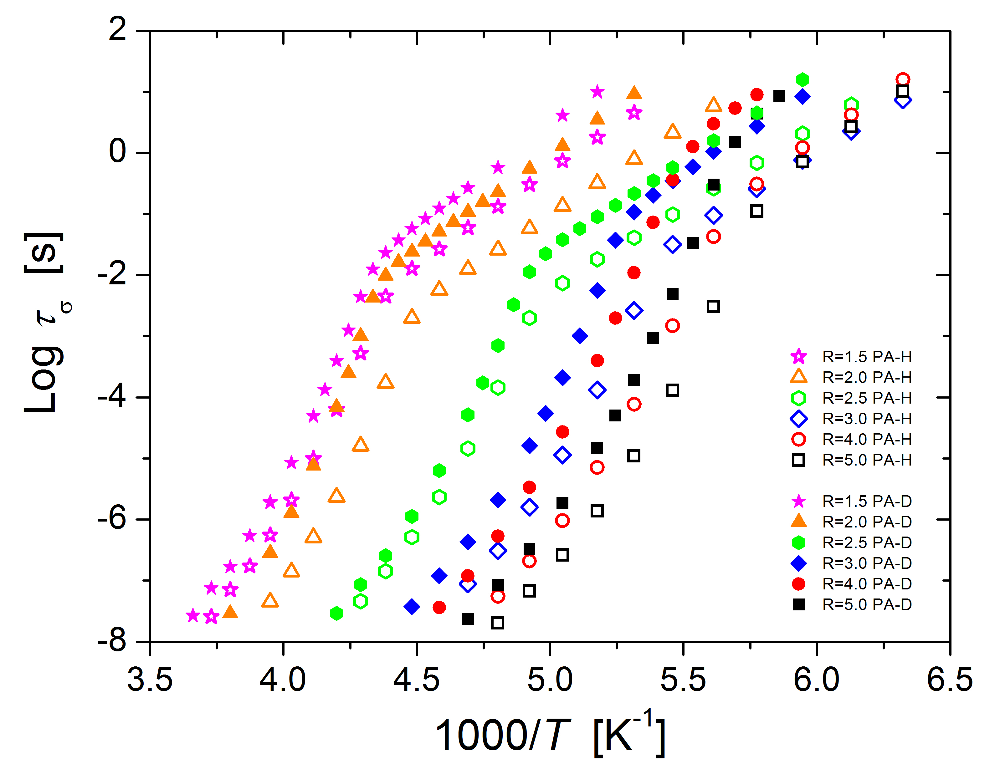 2
0
-2
-4
-6
-8
Log τσ [s]
3.5 4.0 4.5 5.0 5.5 6.0 6.5
1000/T [K-1]
R=1.5 PA-H
R=2.0 PA-H
R=2.5 PA-H
R=3.0 PA-H
R=4.0 PA-H
R=5.0 PA-H
R=1.5 PA-D
R=2.0 PA-D
R=2.5 PA-D
R=3.0 PA-D
R=4.0 PA-D
R=5.0 PA-D